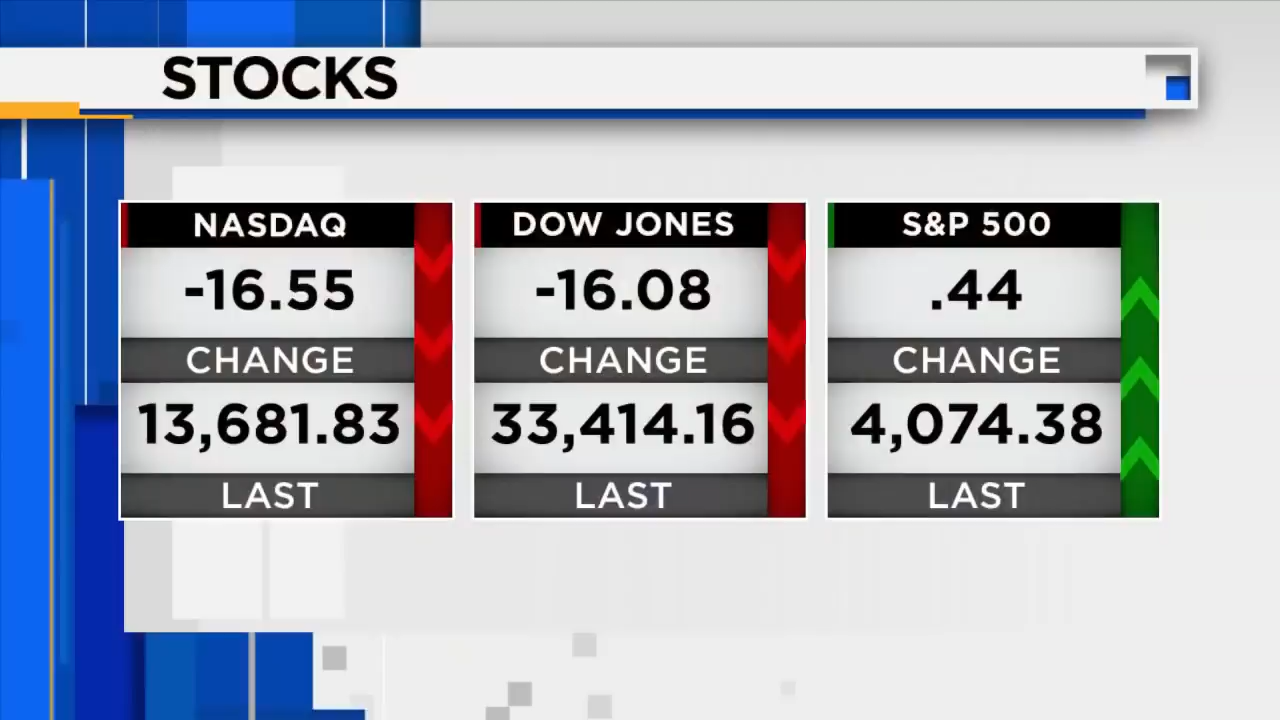 STOCKS
NASDAQ
-16.55
CHANGE
13,681.83
LAST
DOW JONES
-16.08
CHANGE
33,414.16
LAST
S&P 500
.44
CHANGE
4,074.38
LAST